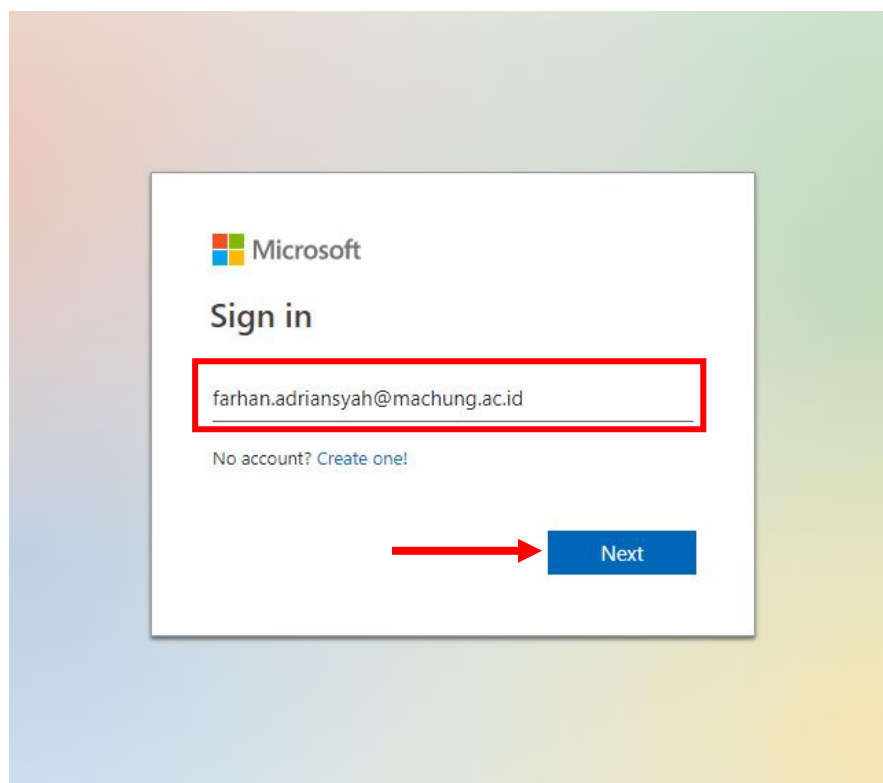 Microsoft
Sign in
farhan.adriansyah@machung.ac.id
No account? Create one!
Next